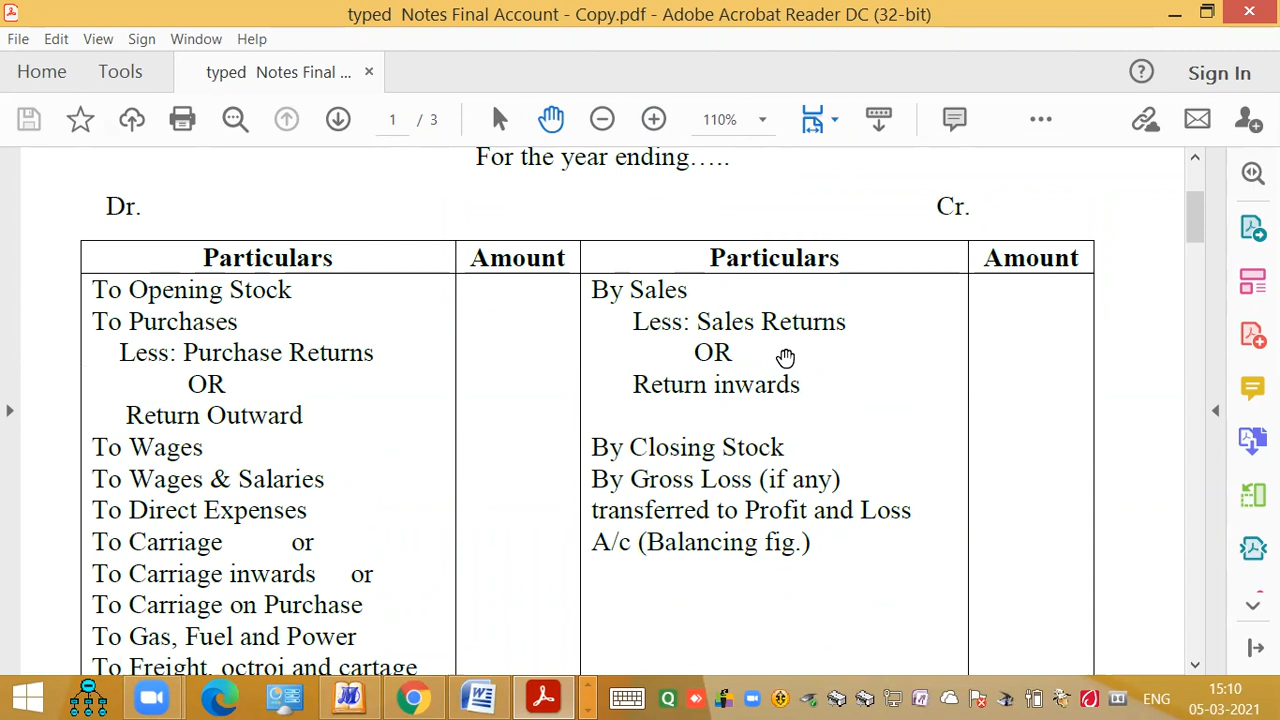 typed Notes Final Account - Copy.pdf - Adobe Acrobat Reader DC (32-bit)
File Edit View Sign Window Help
Home Tools typed Notes Final ... × Sign In
1 / 3 110%
For the year ending…..
Dr. Cr.
Particulars Amount Particulars Amount
To Opening Stock By Sales
To Purchases Less: Sales Returns
Less: Purchase Returns OR
OR Return inwards
Return Outward
To Wages By Closing Stock
To Wages & Salaries By Gross Loss (if any)
To Direct Expenses transferred to Profit and Loss
To Carriage or A/c (Balancing fig.)
To Carriage inwards or
To Carriage on Purchase
To Gas, Fuel and Power
To Freight, octroi and cartage
ENG 15:10
05-03-2021